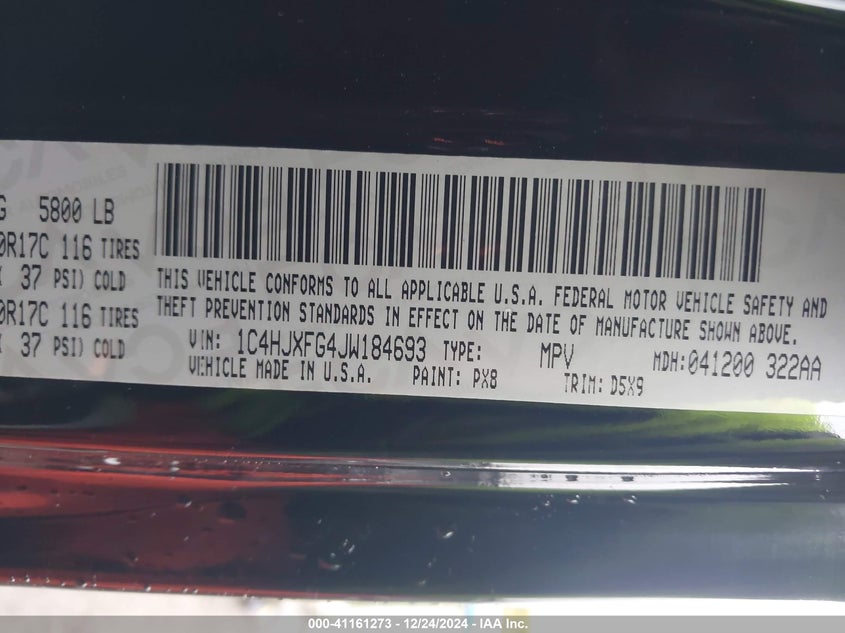 G 5800 LB
0R17C 116 TIRES
37 PSI) COLD
0R17C 116 TIRES
37 PSI) COLD
THIS VEHICLE CONFORMS TO ALL APPLICABLE U.S.A. FEDERAL MOTOR VEHICLE SAFETY AND
THEFT PREVENTION STANDARDS IN EFFECT ON THE DATE OF MANUFACTURE SHOWN ABOVE.
VIN: 1C4HJXFG4JW184693 TYPE: MPV MDH:041200 322AA
VEHICLE MADE IN U.S.A. PAINT: PX8 TRIM: D5X9
000-41161273 - 12/24/2024 - IAA Inc.